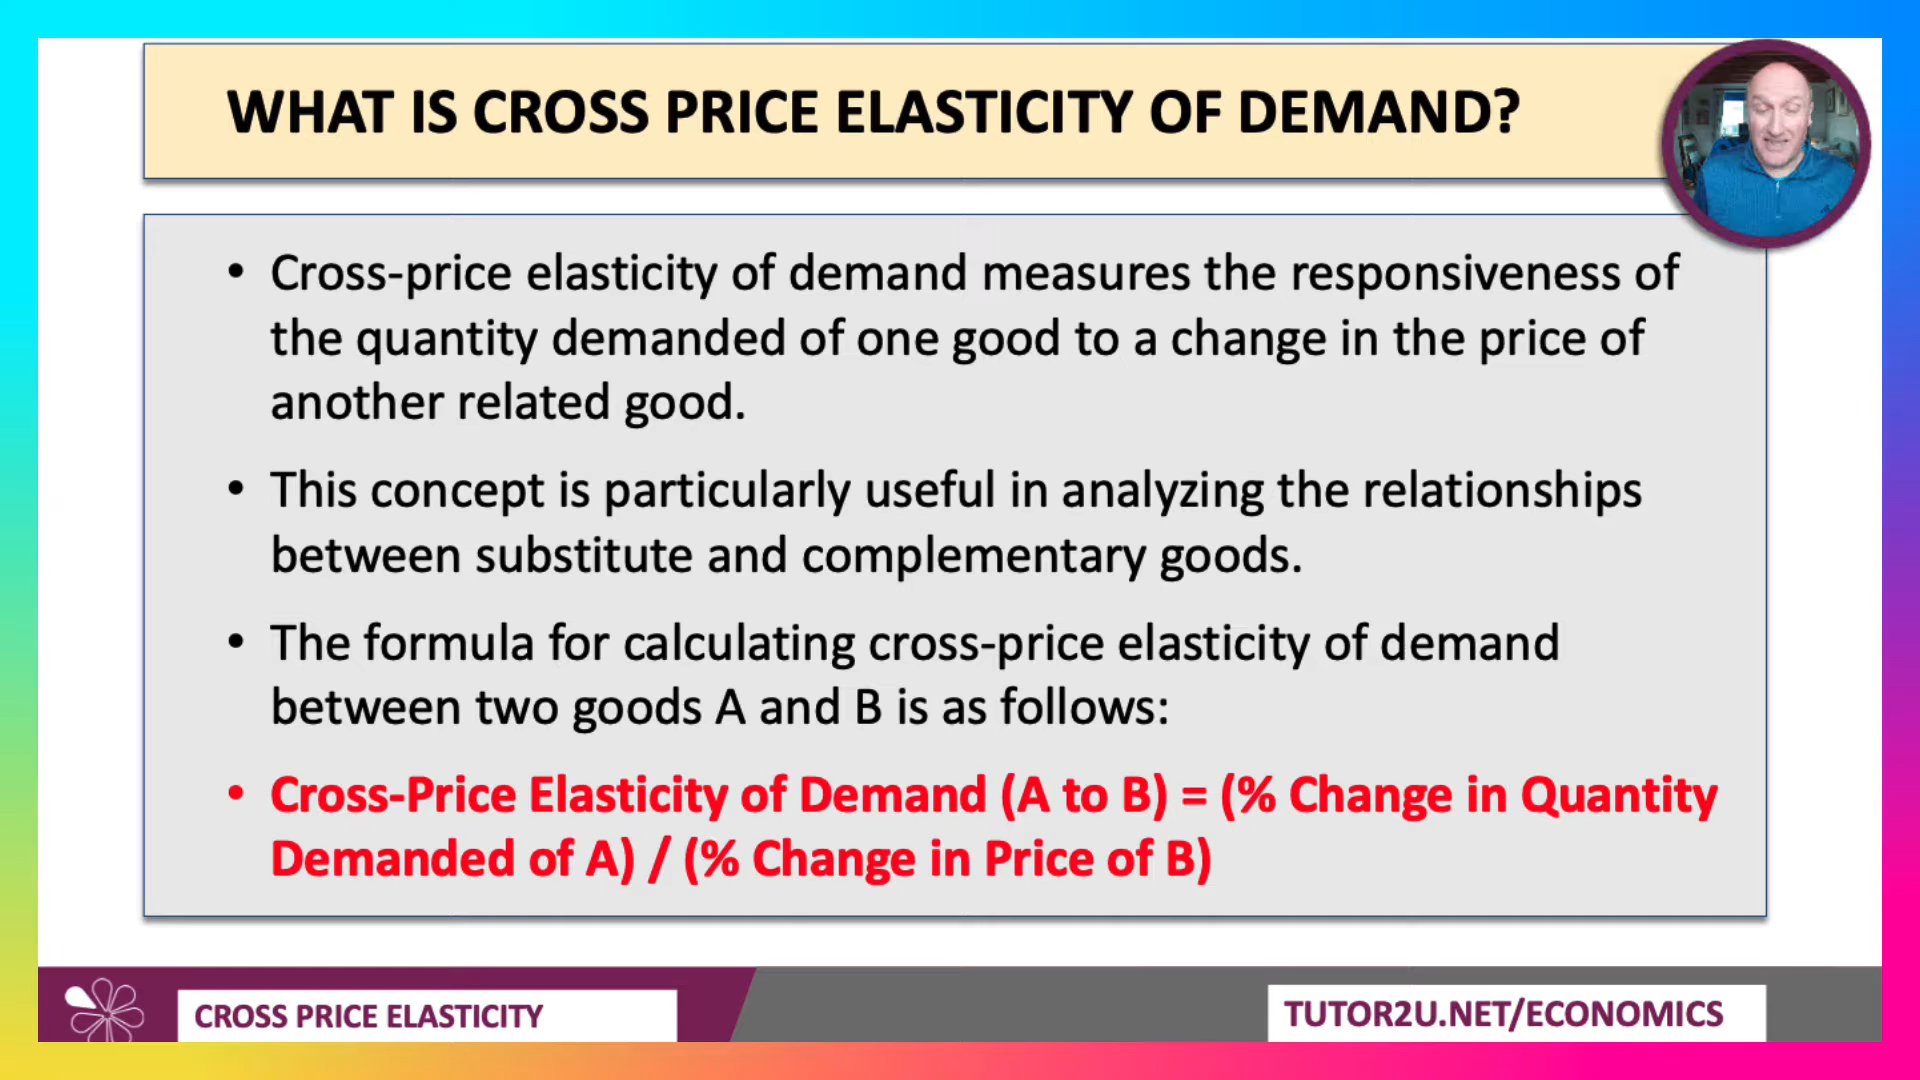 WHAT IS CROSS PRICE ELASTICITY OF DEMAND?
• Cross-price elasticity of demand measures the responsiveness of
the quantity demanded of one good to a change in the price of
another related good.
• This concept is particularly useful in analyzing the relationships
between substitute and complementary goods.
• The formula for calculating cross-price elasticity of demand
between two goods A and B is as follows:
• Cross-Price Elasticity of Demand (A to B) = (% Change in Quantity
Demanded of A) / (% Change in Price of B)
CROSS PRICE ELASTICITY
TUTOR2U.NET/ECONOMICS